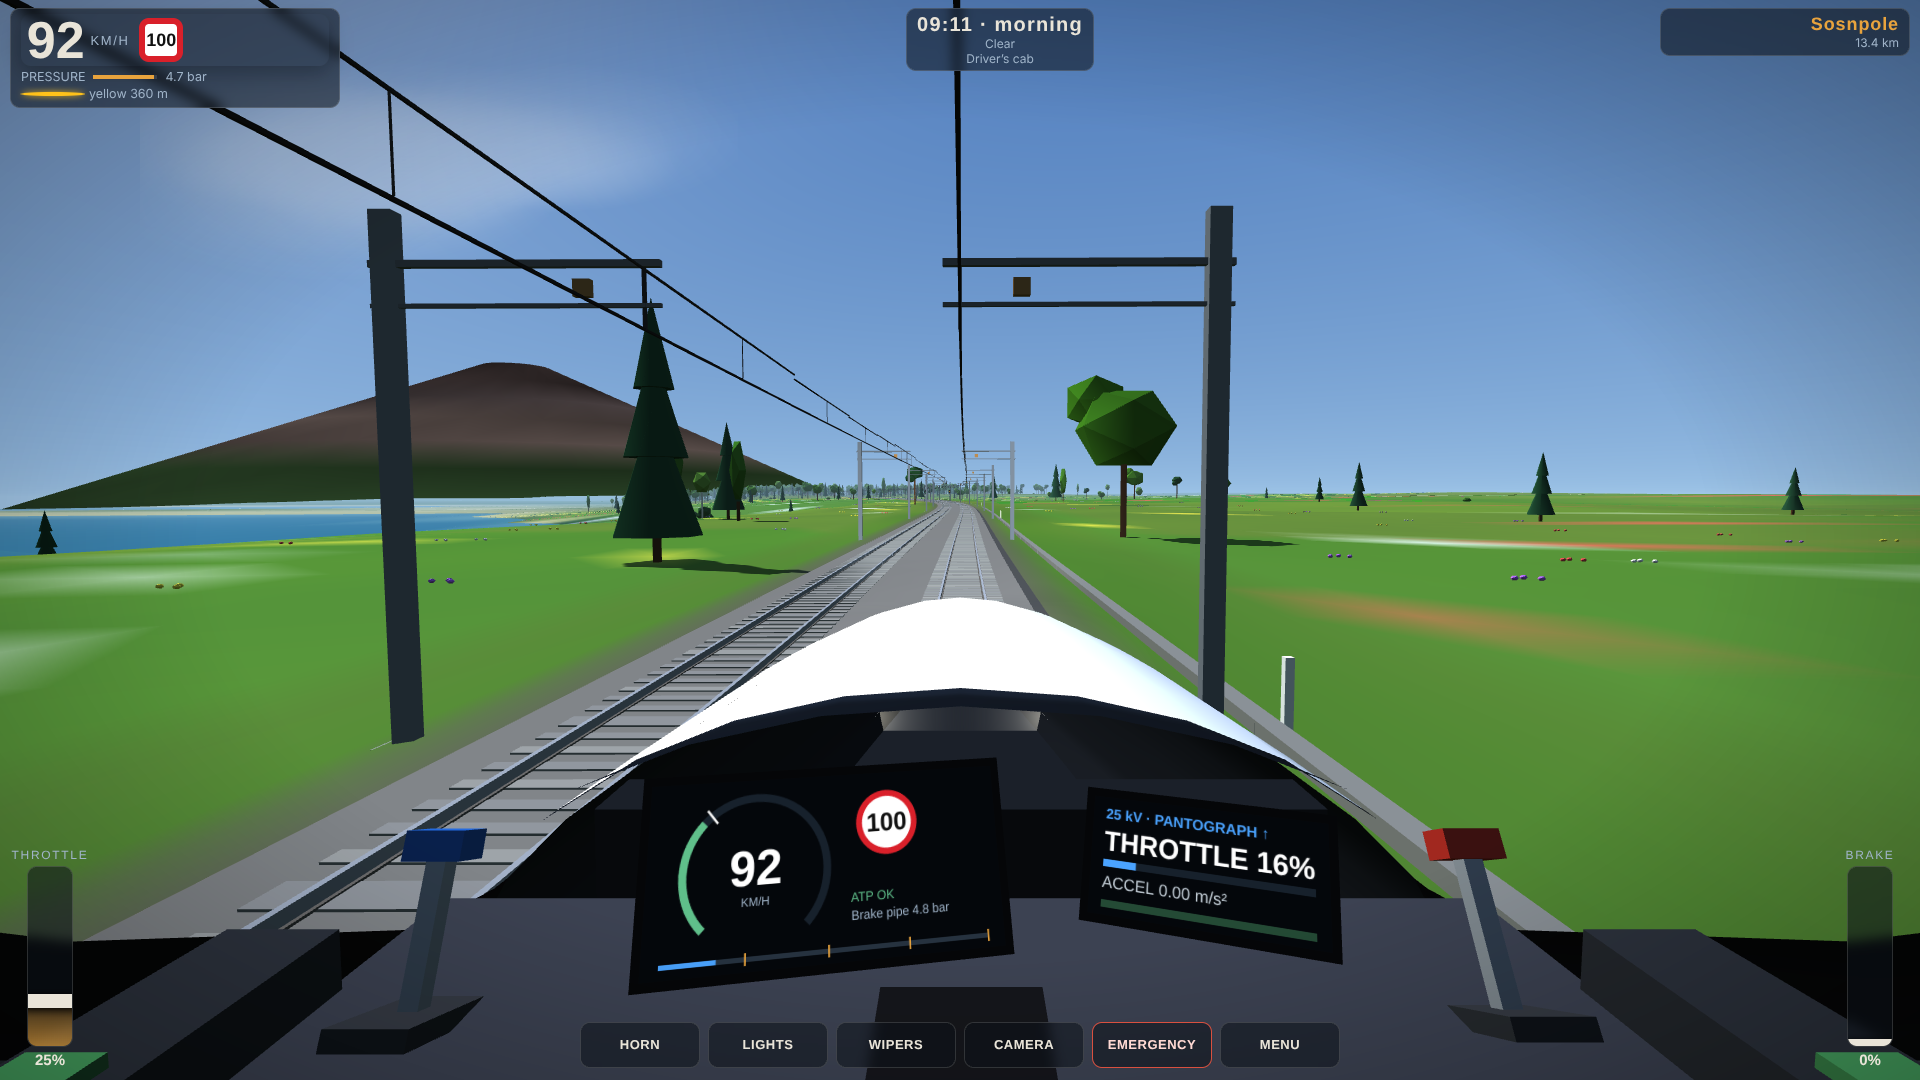 92 KM/H 100
PRESSURE 4.7 bar
yellow 360 m
09:11 · morning
Clear
Driver's cab
Sosnpole
13.4 km
100
92
KM/H
ATP OK
Brake pipe 4.8 bar
25 kV · PANTOGRAPH ↑
THROTTLE 16%
ACCEL 0.00 m/s²
THROTTLE
25%
BRAKE
0%
HORN
LIGHTS
WIPERS
CAMERA
EMERGENCY
MENU